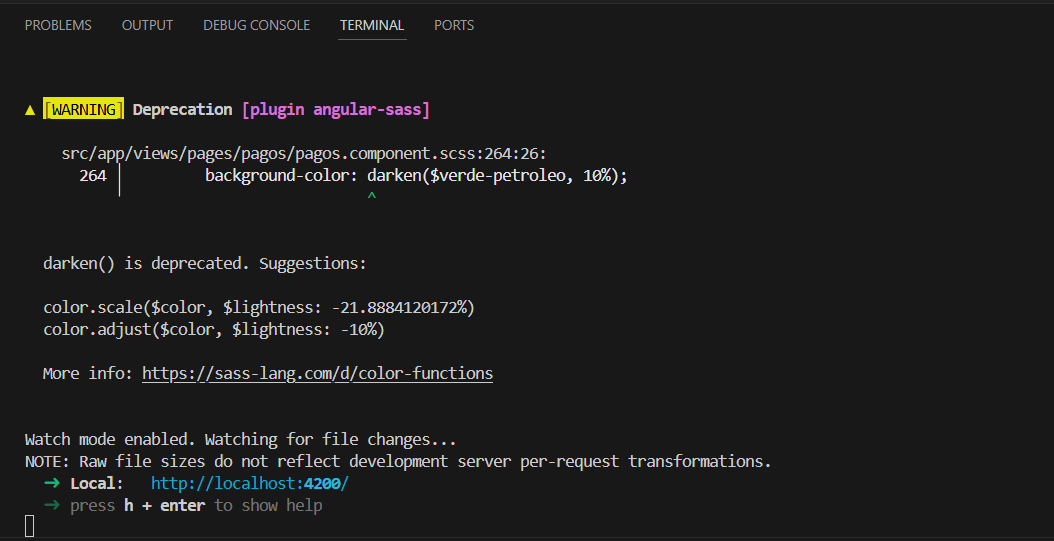 PROBLEMS OUTPUT DEBUG CONSOLE TERMINAL PORTS
▲ [WARNING] Deprecation [plugin angular-sass]
src/app/views/pages/pagos/pagos.component.scss:264:26:
264 │ background-color: darken($verde-petroleo, 10%);
^
darken() is deprecated. Suggestions:
color.scale($color, $lightness: -21.8884120172%)
color.adjust($color, $lightness: -10%)
More info: https://sass-lang.com/d/color-functions
Watch mode enabled. Watching for file changes...
NOTE: Raw file sizes do not reflect development server per-request transformations.
➜ Local: http://localhost:4200/
➜ press h + enter to show help